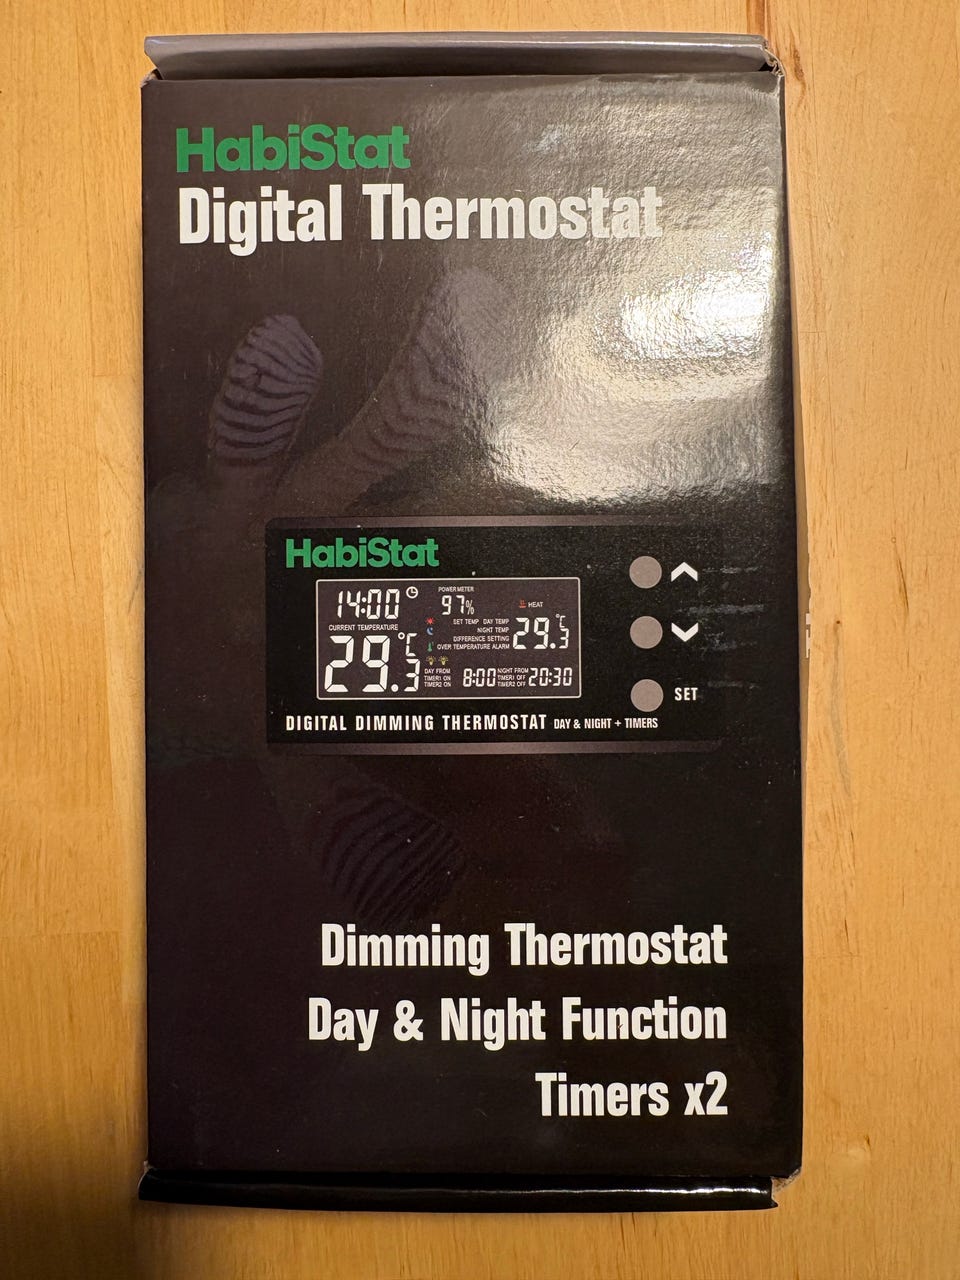 HabiStat
Digital Thermostat
HabiStat
14:00
POWER METER
97%
HEAT
CURRENT TEMPERATURE
29.3°C
SET TEMP DAY TEMP
NIGHT TEMP
DIFFERENCE SETTING
OVER TEMPERATURE ALARM
29.3°C
DAY FROM
TIMER1 ON
TIMER2 ON
8:00
NIGHT FROM
TIMER1 OFF
TIMER2 OFF
20:30
SET
DIGITAL DIMMING THERMOSTAT DAY & NIGHT + TIMERS
Dimming Thermostat
Day & Night Function
Timers x2